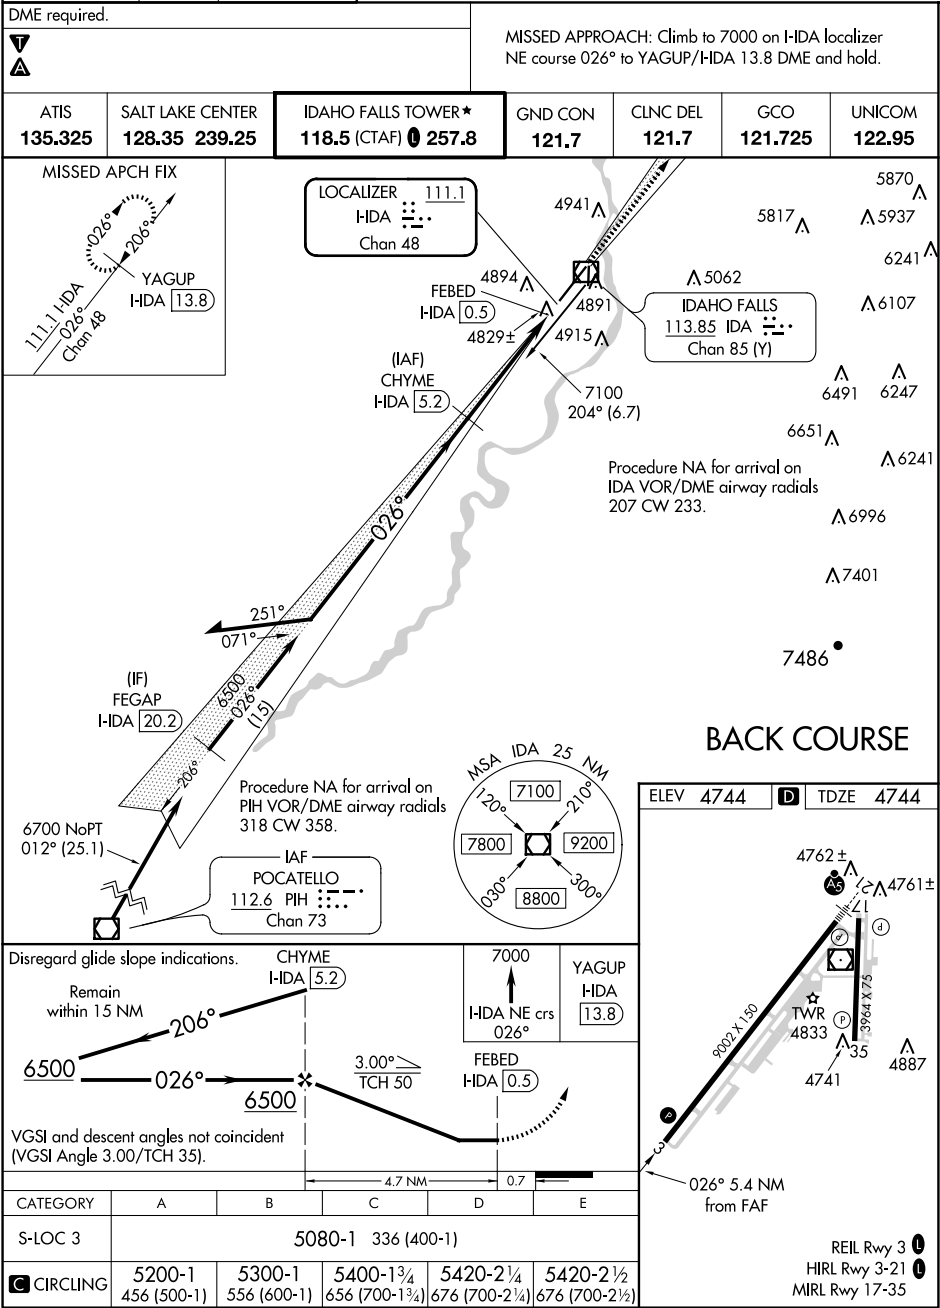 DME required.
T
A
MISSED APPROACH: Climb to 7000 on I-IDA localizer
NE course 026° to YAGUP/I-IDA 13.8 DME and hold.
ATIS
135.325
SALT LAKE CENTER
128.35 239.25
IDAHO FALLS TOWER★
118.5 (CTAF) L 257.8
GND CON
121.7
CLNC DEL
121.7
GCO
121.725
UNICOM
122.95
MISSED APCH FIX
026°
206°
YAGUP
I-IDA 13.8
111.1 I-IDA
026°
Chan 48
LOCALIZER 111.1
I-IDA
Chan 48
4941
5870
5817
5937
6241
4894
5062
FEBED
I-IDA 0.5
4891
4829±
4915
IDAHO FALLS
113.85 IDA
Chan 85 (Y)
6107
(IAF)
CHYME
I-IDA 5.2
7100
204° (6.7)
6491
6247
6651
6241
Procedure NA for arrival on
IDA VOR/DME airway radials
207 CW 233.
026°
6996
7401
251°
071°
7486
(IF)
FEGAP
I-IDA 20.2
6500
026°
(15)
206°
BACK COURSE
Procedure NA for arrival on
PIH VOR/DME airway radials
318 CW 358.
6700 NoPT
012° (25.1)
IAF
POCATELLO
112.6 PIH
Chan 73
MSA IDA 25 NM
120°
7100
210°
7800
9200
030°
8800
300°
ELEV 4744
D
TDZE 4744
4762±
A5
21
4761±
17
P
P
9002 X 150
TWR
4833
3964 X 75
P
35
4741
4887
P
3
026° 5.4 NM
from FAF
REIL Rwy 3 L
HIRL Rwy 3-21 L
MIRL Rwy 17-35
Disregard glide slope indications.
CHYME
I-IDA 5.2
Remain
within 15 NM
206°
6500
026°
6500
3.00°
TCH 50
7000
I-IDA NE crs
026°
YAGUP
I-IDA
13.8
FEBED
I-IDA 0.5
VGSI and descent angles not coincident
(VGSI Angle 3.00/TCH 35).
4.7 NM
0.7
CATEGORY A B C D E
S-LOC 3 5080-1 336 (400-1)
C CIRCLING
5200-1
456 (500-1)
5300-1
556 (600-1)
5400-1¾
656 (700-1¾)
5420-2¼
676 (700-2¼)
5420-2½
676 (700-2½)